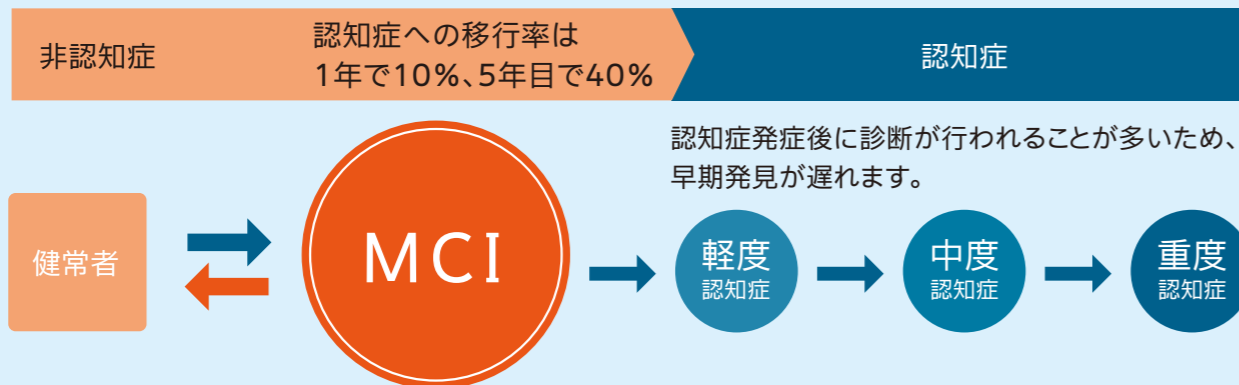 非認知症
認知症への移行率は
1年で10%、5年目で40%
認知症
認知症発症後に診断が行われることが多いため、
早期発見が遅れます。
健常者
MCI
軽度
認知症
中度
認知症
重度
認知症